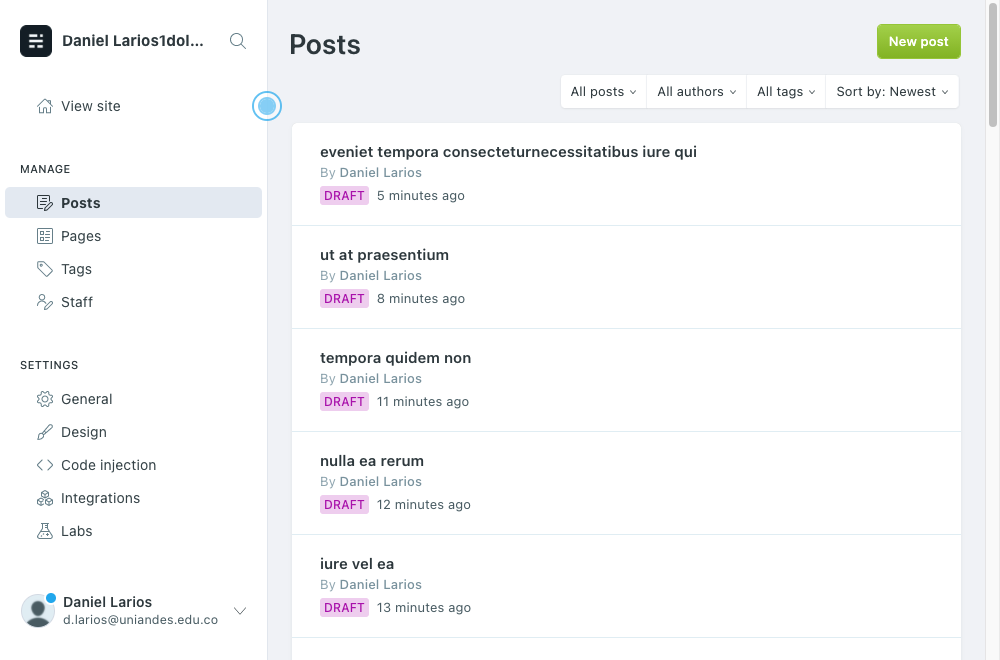 Daniel Larios1dol...
View site
MANAGE
Posts
Pages
Tags
Staff
SETTINGS
General
Design
Code injection
Integrations
Labs
Daniel Larios
d.larios@uniandes.edu.co
Posts
New post
All posts
All authors
All tags
Sort by: Newest
eveniet tempora consecteturnecessitatibus iure qui
By Daniel Larios
DRAFT 5 minutes ago
ut at praesentium
By Daniel Larios
DRAFT 8 minutes ago
tempora quidem non
By Daniel Larios
DRAFT 11 minutes ago
nulla ea rerum
By Daniel Larios
DRAFT 12 minutes ago
iure vel ea
By Daniel Larios
DRAFT 13 minutes ago